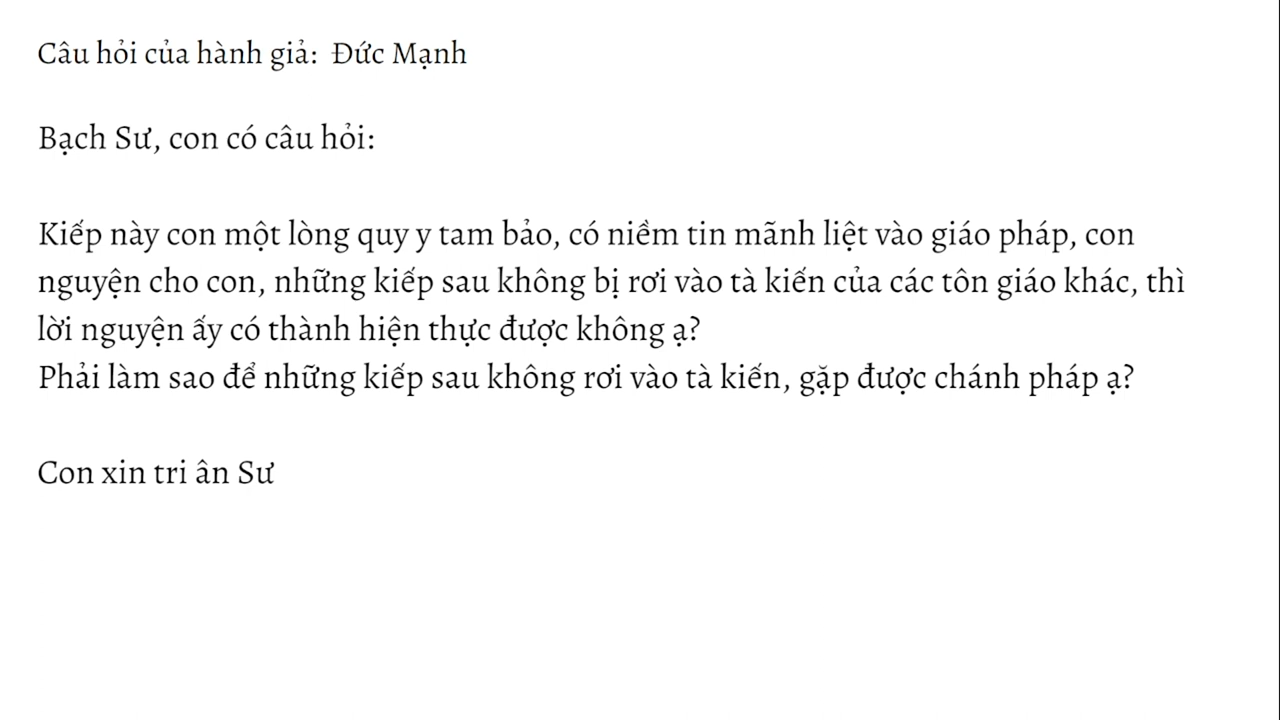 Câu hỏi của hành giả: Đức Mạnh
Bạch Sư, con có câu hỏi:
Kiếp này con một lòng quy y tam bảo, có niềm tin mãnh liệt vào giáo pháp, con
nguyện cho con, những kiếp sau không bị rơi vào tà kiến của các tôn giáo khác, thì
lời nguyện ấy có thành hiện thực được không ạ?
Phải làm sao để những kiếp sau không rơi vào tà kiến, gặp được chánh pháp ạ?
Con xin tri ân Sư